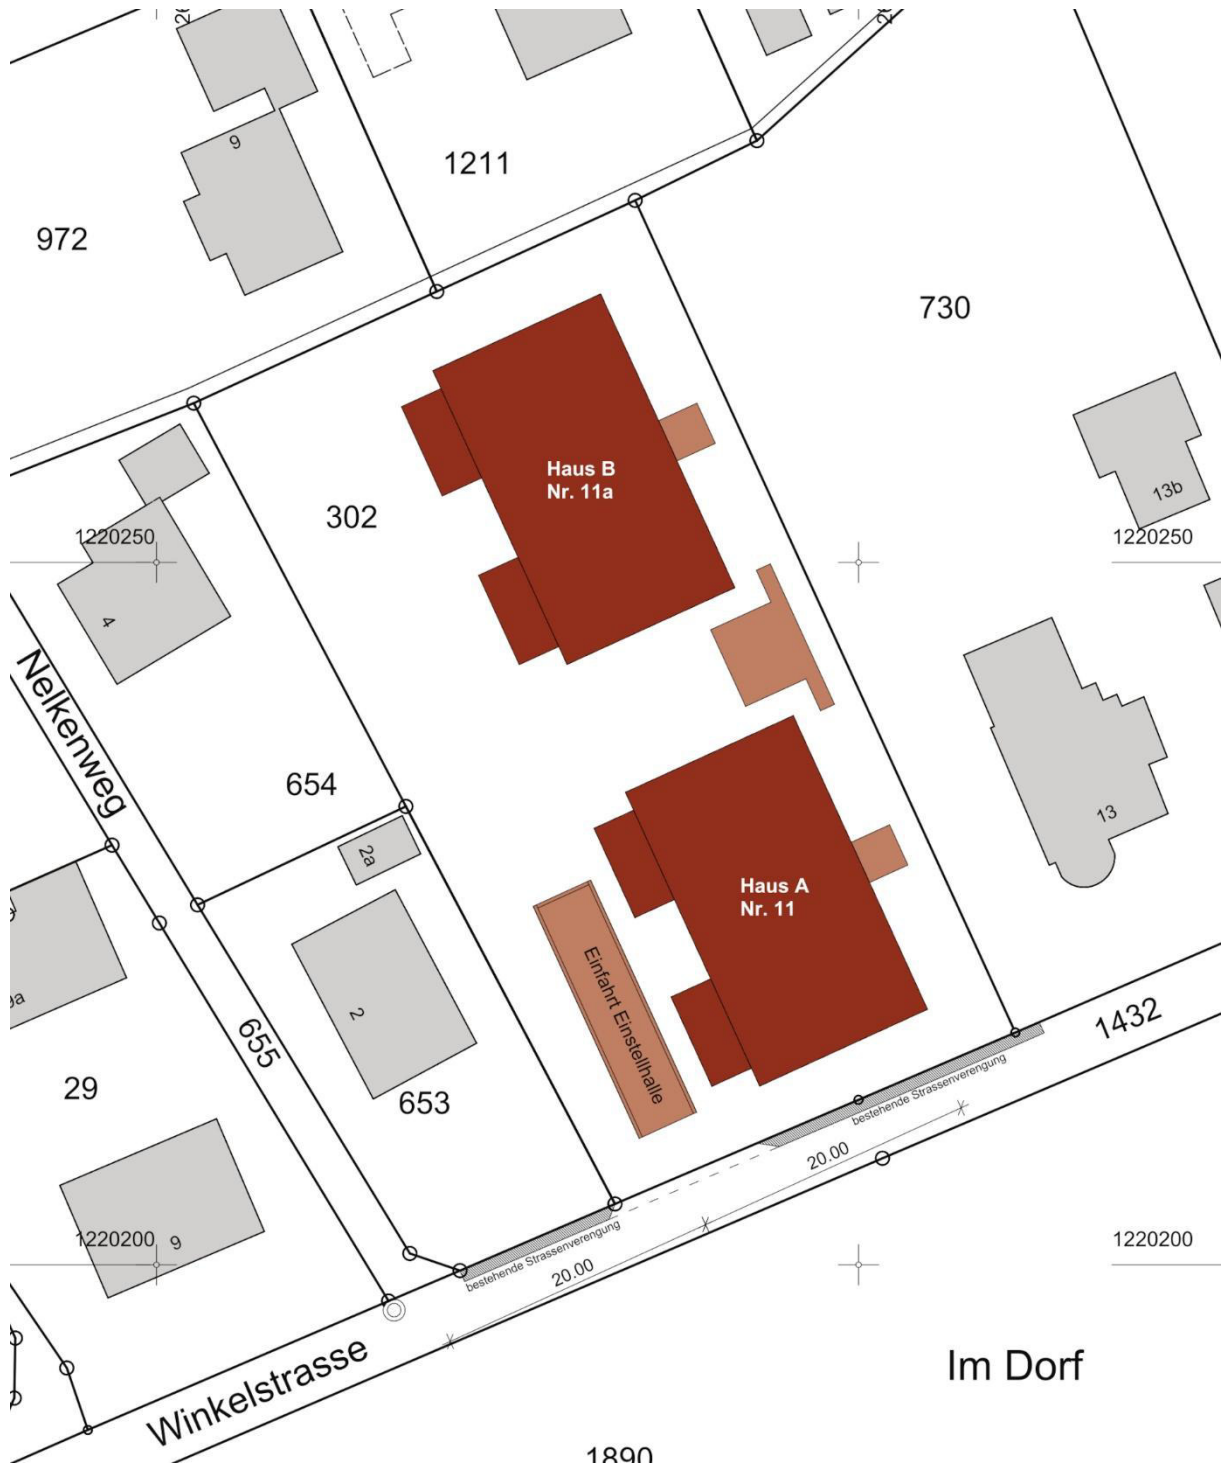 9
1211
972
730
Haus B
Nr. 11a
302
13b
1220250
1220250
4
Nelkenweg
654
13
2a
Haus A
Nr. 11
Einfahrt Einstellhalle
2
1432
655
bestehende Strassenverengung
29
653
20.00
bestehende Strassenverengung
1220200
9
1220200
20.00
Winkelstrasse
Im Dorf
1890